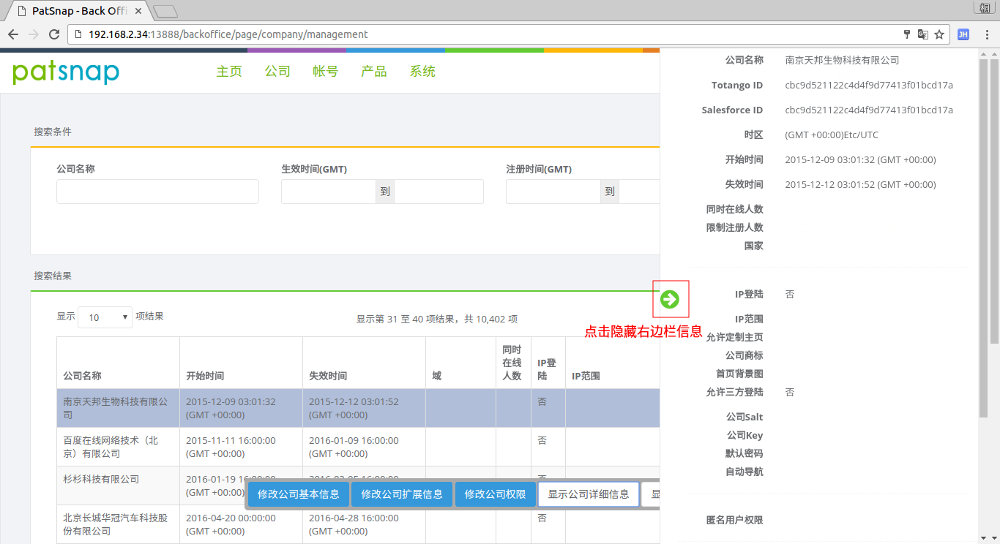 PatSnap - Back Offi
192.168.2.34:13888/backoffice/page/company/management
JH
patsnap
主页 公司 帐号 产品 系统
搜索条件
公司名称 生效时间(GMT) 注册时间(GMT)
到 到
搜索结果
显示 10 项结果
显示第 31 至 40 项结果，共 10,402 项
公司名称 开始时间 失效时间 域 同时在线人数 IP登陆 IP范围
南京天邦生物科技有限公司 2015-12-09 03:01:32 (GMT +00:00) 2015-12-12 03:01:52 (GMT +00:00) 否
百度在线网络技术（北京）有限公司 2015-11-11 16:00:00 (GMT +00:00) 2016-01-09 16:00:00 (GMT +00:00) 否
杉杉科技有限公司 2016-01-19 16:00:00 (GMT +00:00)
修改公司基本信息 修改公司扩展信息 修改公司权限 显示公司详细信息
北京长城华冠汽车科技股份有限公司 2016-04-20 00:00:00 (GMT +00:00) 2016-04-28 16:00:00 (GMT +00:00) 否
点击隐藏右边栏信息
公司名称 南京天邦生物科技有限公司
Totango ID cbc9d521122c4d4f9d77413f01bcd17a
Salesforce ID cbc9d521122c4d4f9d77413f01bcd17a
时区 (GMT +00:00)Etc/UTC
开始时间 2015-12-09 03:01:32 (GMT +00:00)
失效时间 2015-12-12 03:01:52 (GMT +00:00)
同时在线人数
限制注册人数
国家
IP登陆 否
IP范围
允许定制主页
公司商标
首页背景图
允许三方登陆 否
公司Salt
公司Key
默认密码
自动导航
匿名用户权限